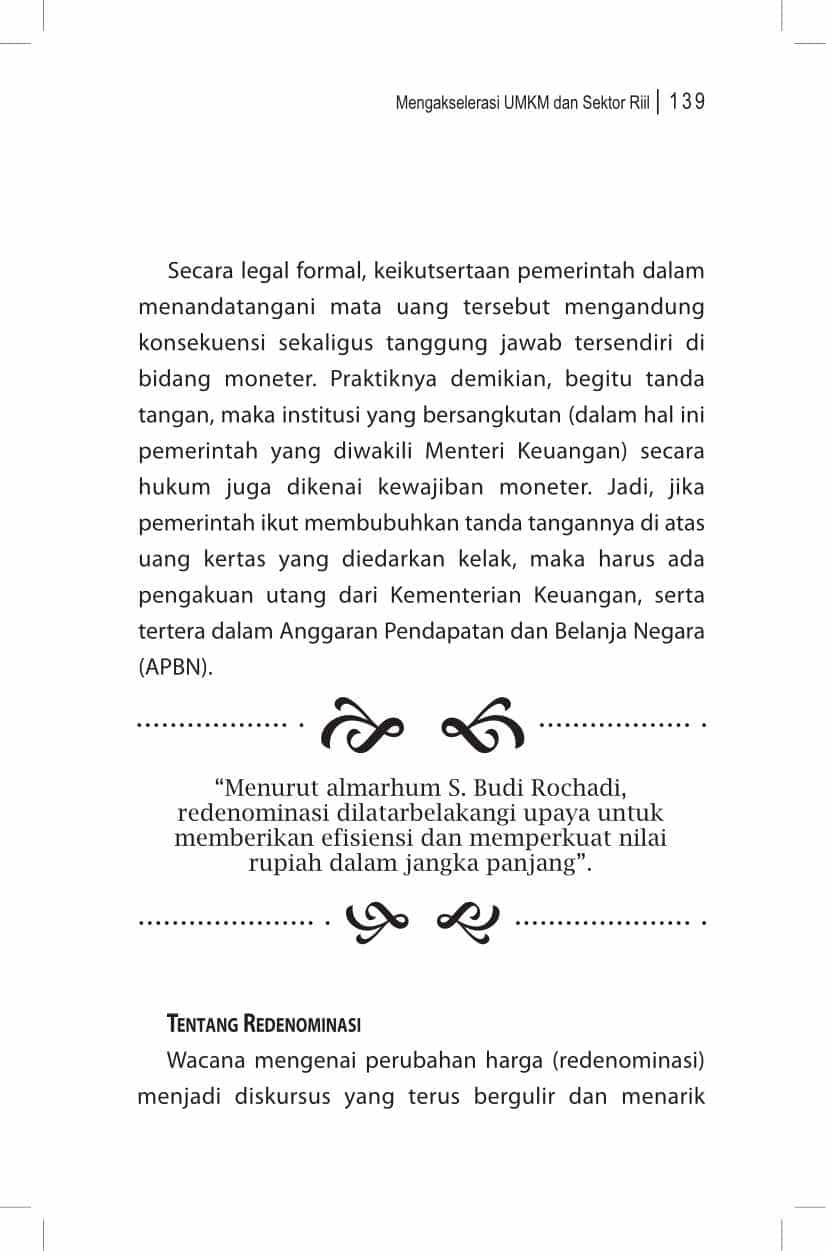 Mengakselerasi UMKM dan Sektor Riil | 139
Secara legal formal, keikutsertaan pemerintah dalam
menandatangani mata uang tersebut mengandung
konsekuensi sekaligus tanggung jawab tersendiri di
bidang moneter. Praktiknya demikian, begitu tanda
tangan, maka institusi yang bersangkutan (dalam hal ini
pemerintah yang diwakili Menteri Keuangan) secara
hukum juga dikenai kewajiban moneter. Jadi, jika
pemerintah ikut membubuhkan tanda tangannya di atas
uang kertas yang diedarkan kelak, maka harus ada
pengakuan utang dari Kementerian Keuangan, serta
tertera dalam Anggaran Pendapatan dan Belanja Negara
(APBN).
“Menurut almarhum S. Budi Rochadi,
redenominasi dilatarbelakangi upaya untuk
memberikan efisiensi dan memperkuat nilai
rupiah dalam jangka panjang”.
TENTANG REDENOMINASI
Wacana mengenai perubahan harga (redenominasi)
menjadi diskursus yang terus bergulir dan menarik